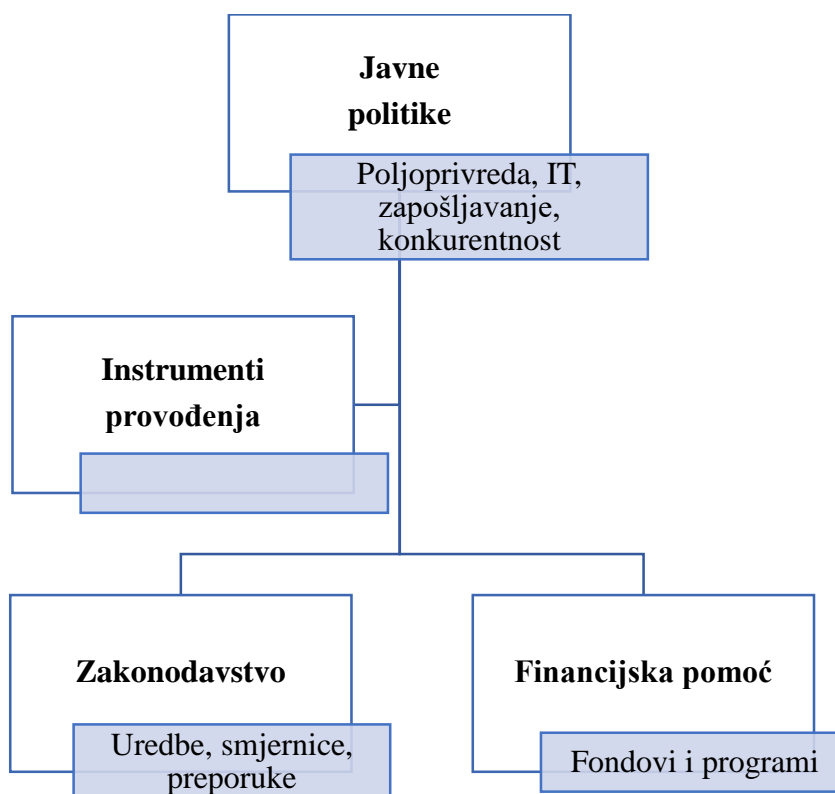 Javne
politike
Poljoprivreda, IT,
zapošljavanje,
konkurentnost
Instrumenti
provođenja
Zakonodavstvo
Uredbe, smjernice,
preporuke
Financijska pomoć
Fondovi i programi